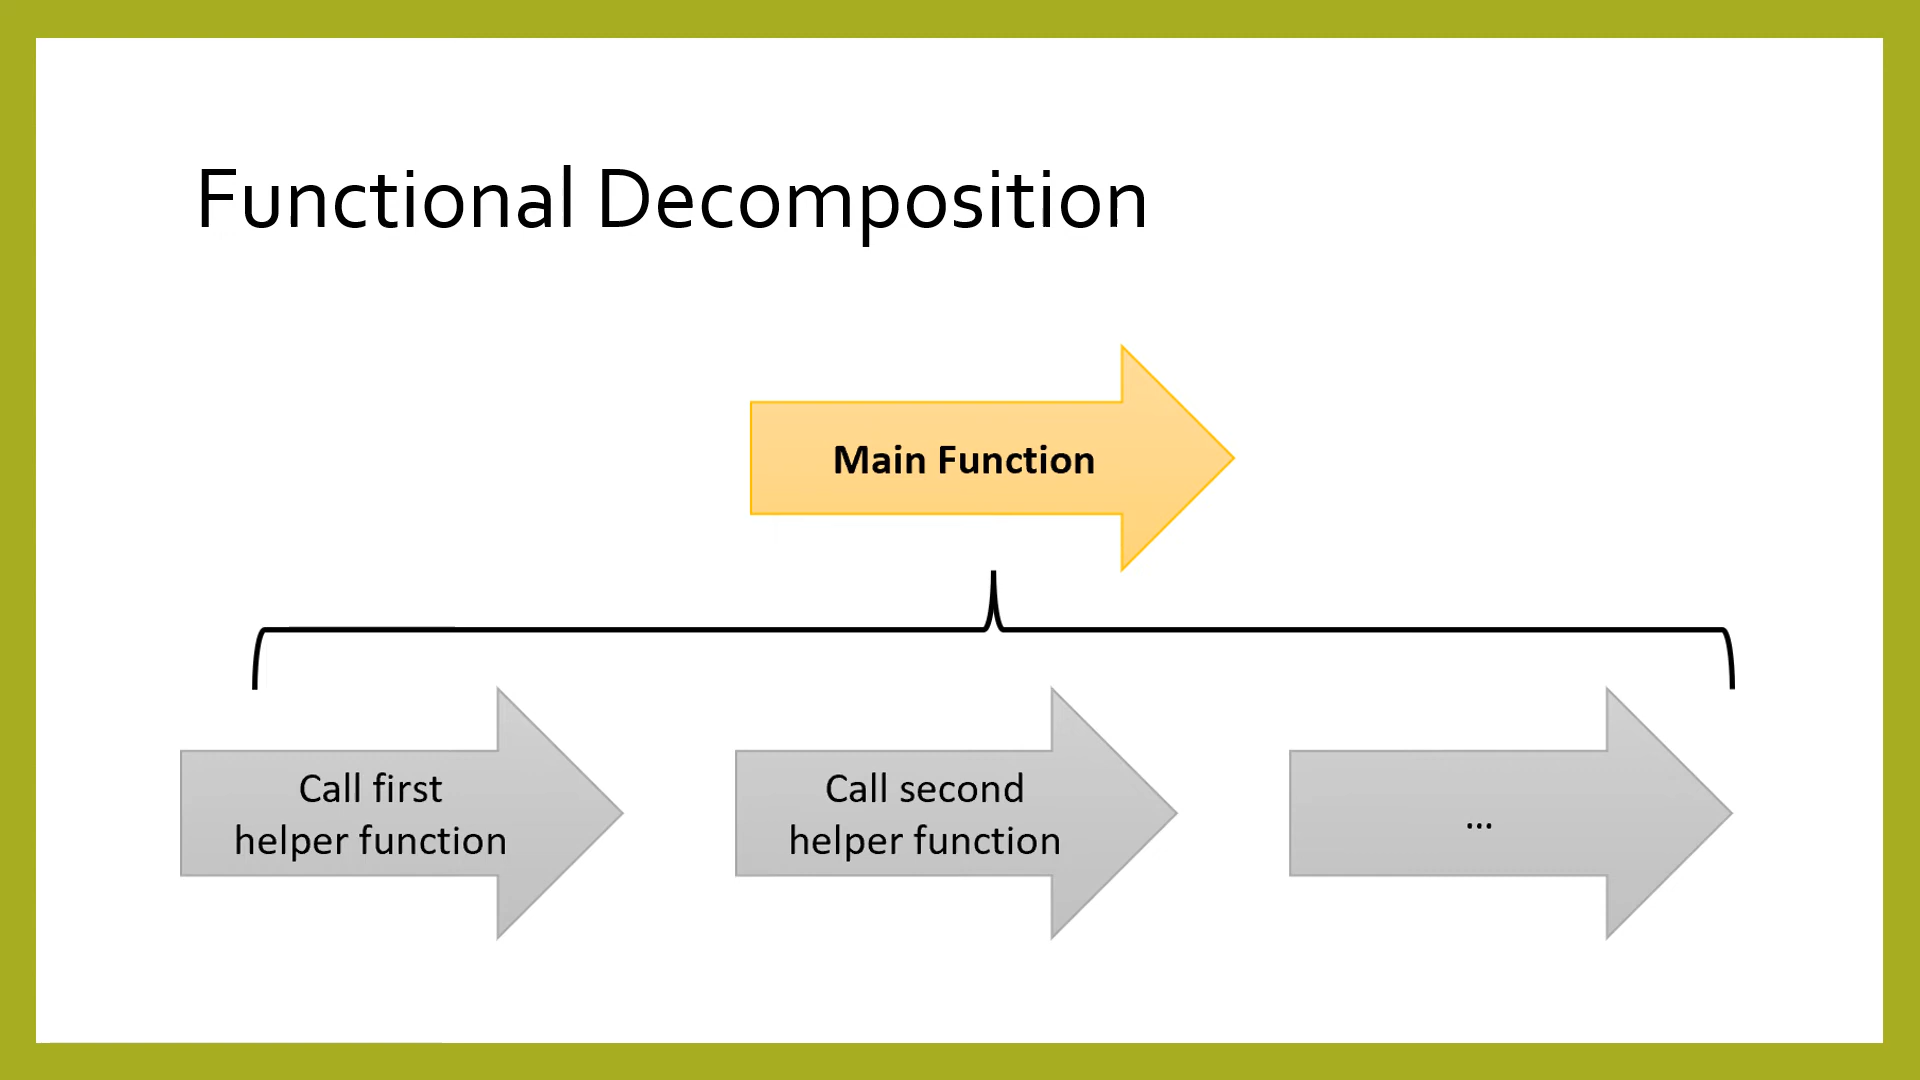 Functional Decomposition
Main Function
Call first
helper function
Call second
helper function
...